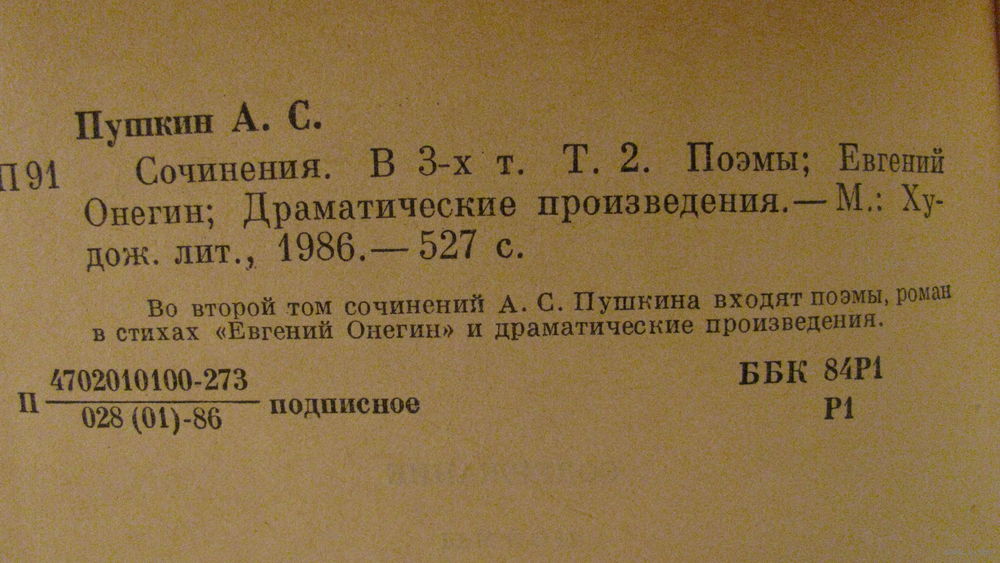 Пушкин А. С.
П91 Сочинения. В 3-х т. Т. 2. Поэмы; Евгений
Онегин; Драматические произведения.— М.: Ху-
дож. лит., 1986.— 527 с.
Во второй том сочинений А. С. Пушкина входят поэмы, роман
в стихах «Евгений Онегин» и драматические произведения.
П 4702010100-273 подписное
028 (01)-86
ББК 84Р1
Р1